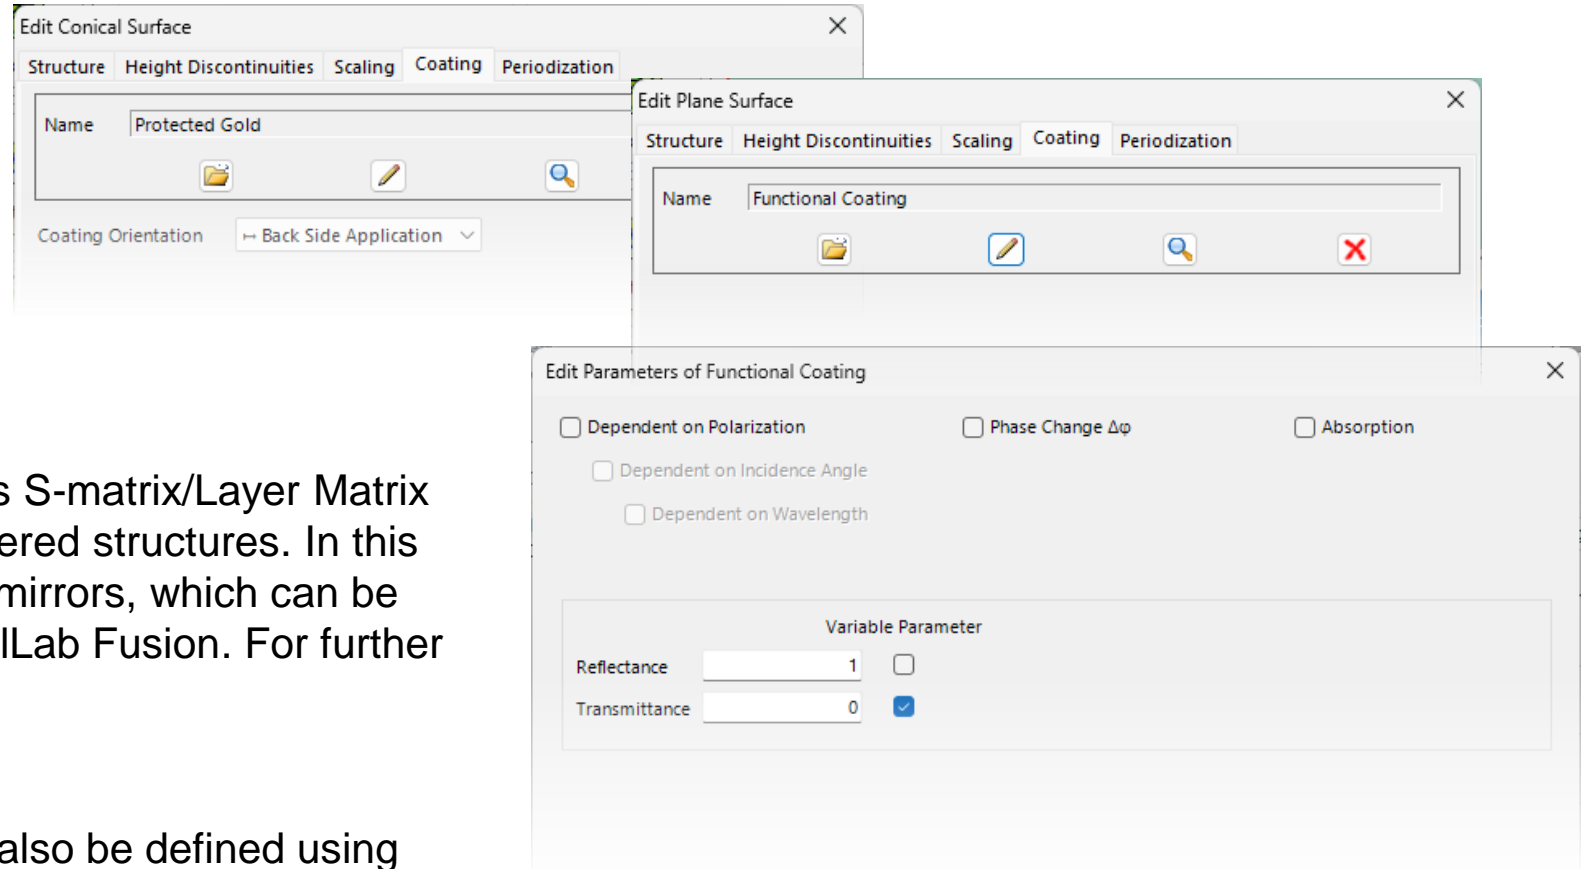 Edit Conical Surface
Structure Height Discontinuities Scaling Coating Periodization
Name Protected Gold
Coating Orientation ↦ Back Side Application
Edit Plane Surface
Structure Height Discontinuities Scaling Coating Periodization
Name Functional Coating
Edit Parameters of Functional Coating
Dependent on Polarization Phase Change Δφ Absorption
Dependent on Incidence Angle
Dependent on Wavelength
Variable Parameter
Reflectance 1
Transmittance 0
s S-matrix/Layer Matrix
ered structures. In this
mirrors, which can be
lLab Fusion. For further
also be defined using